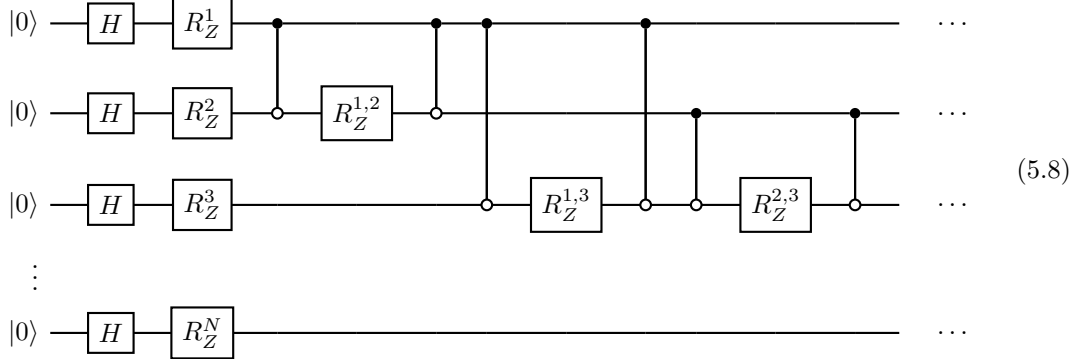 |0⟩ H R_Z^1 ⋯
|0⟩ H R_Z^2 R_Z^{1,2} ⋯
(5.8)
|0⟩ H R_Z^3 R_Z^{1,3} R_Z^{2,3} ⋯
⋮
|0⟩ H R_Z^N ⋯